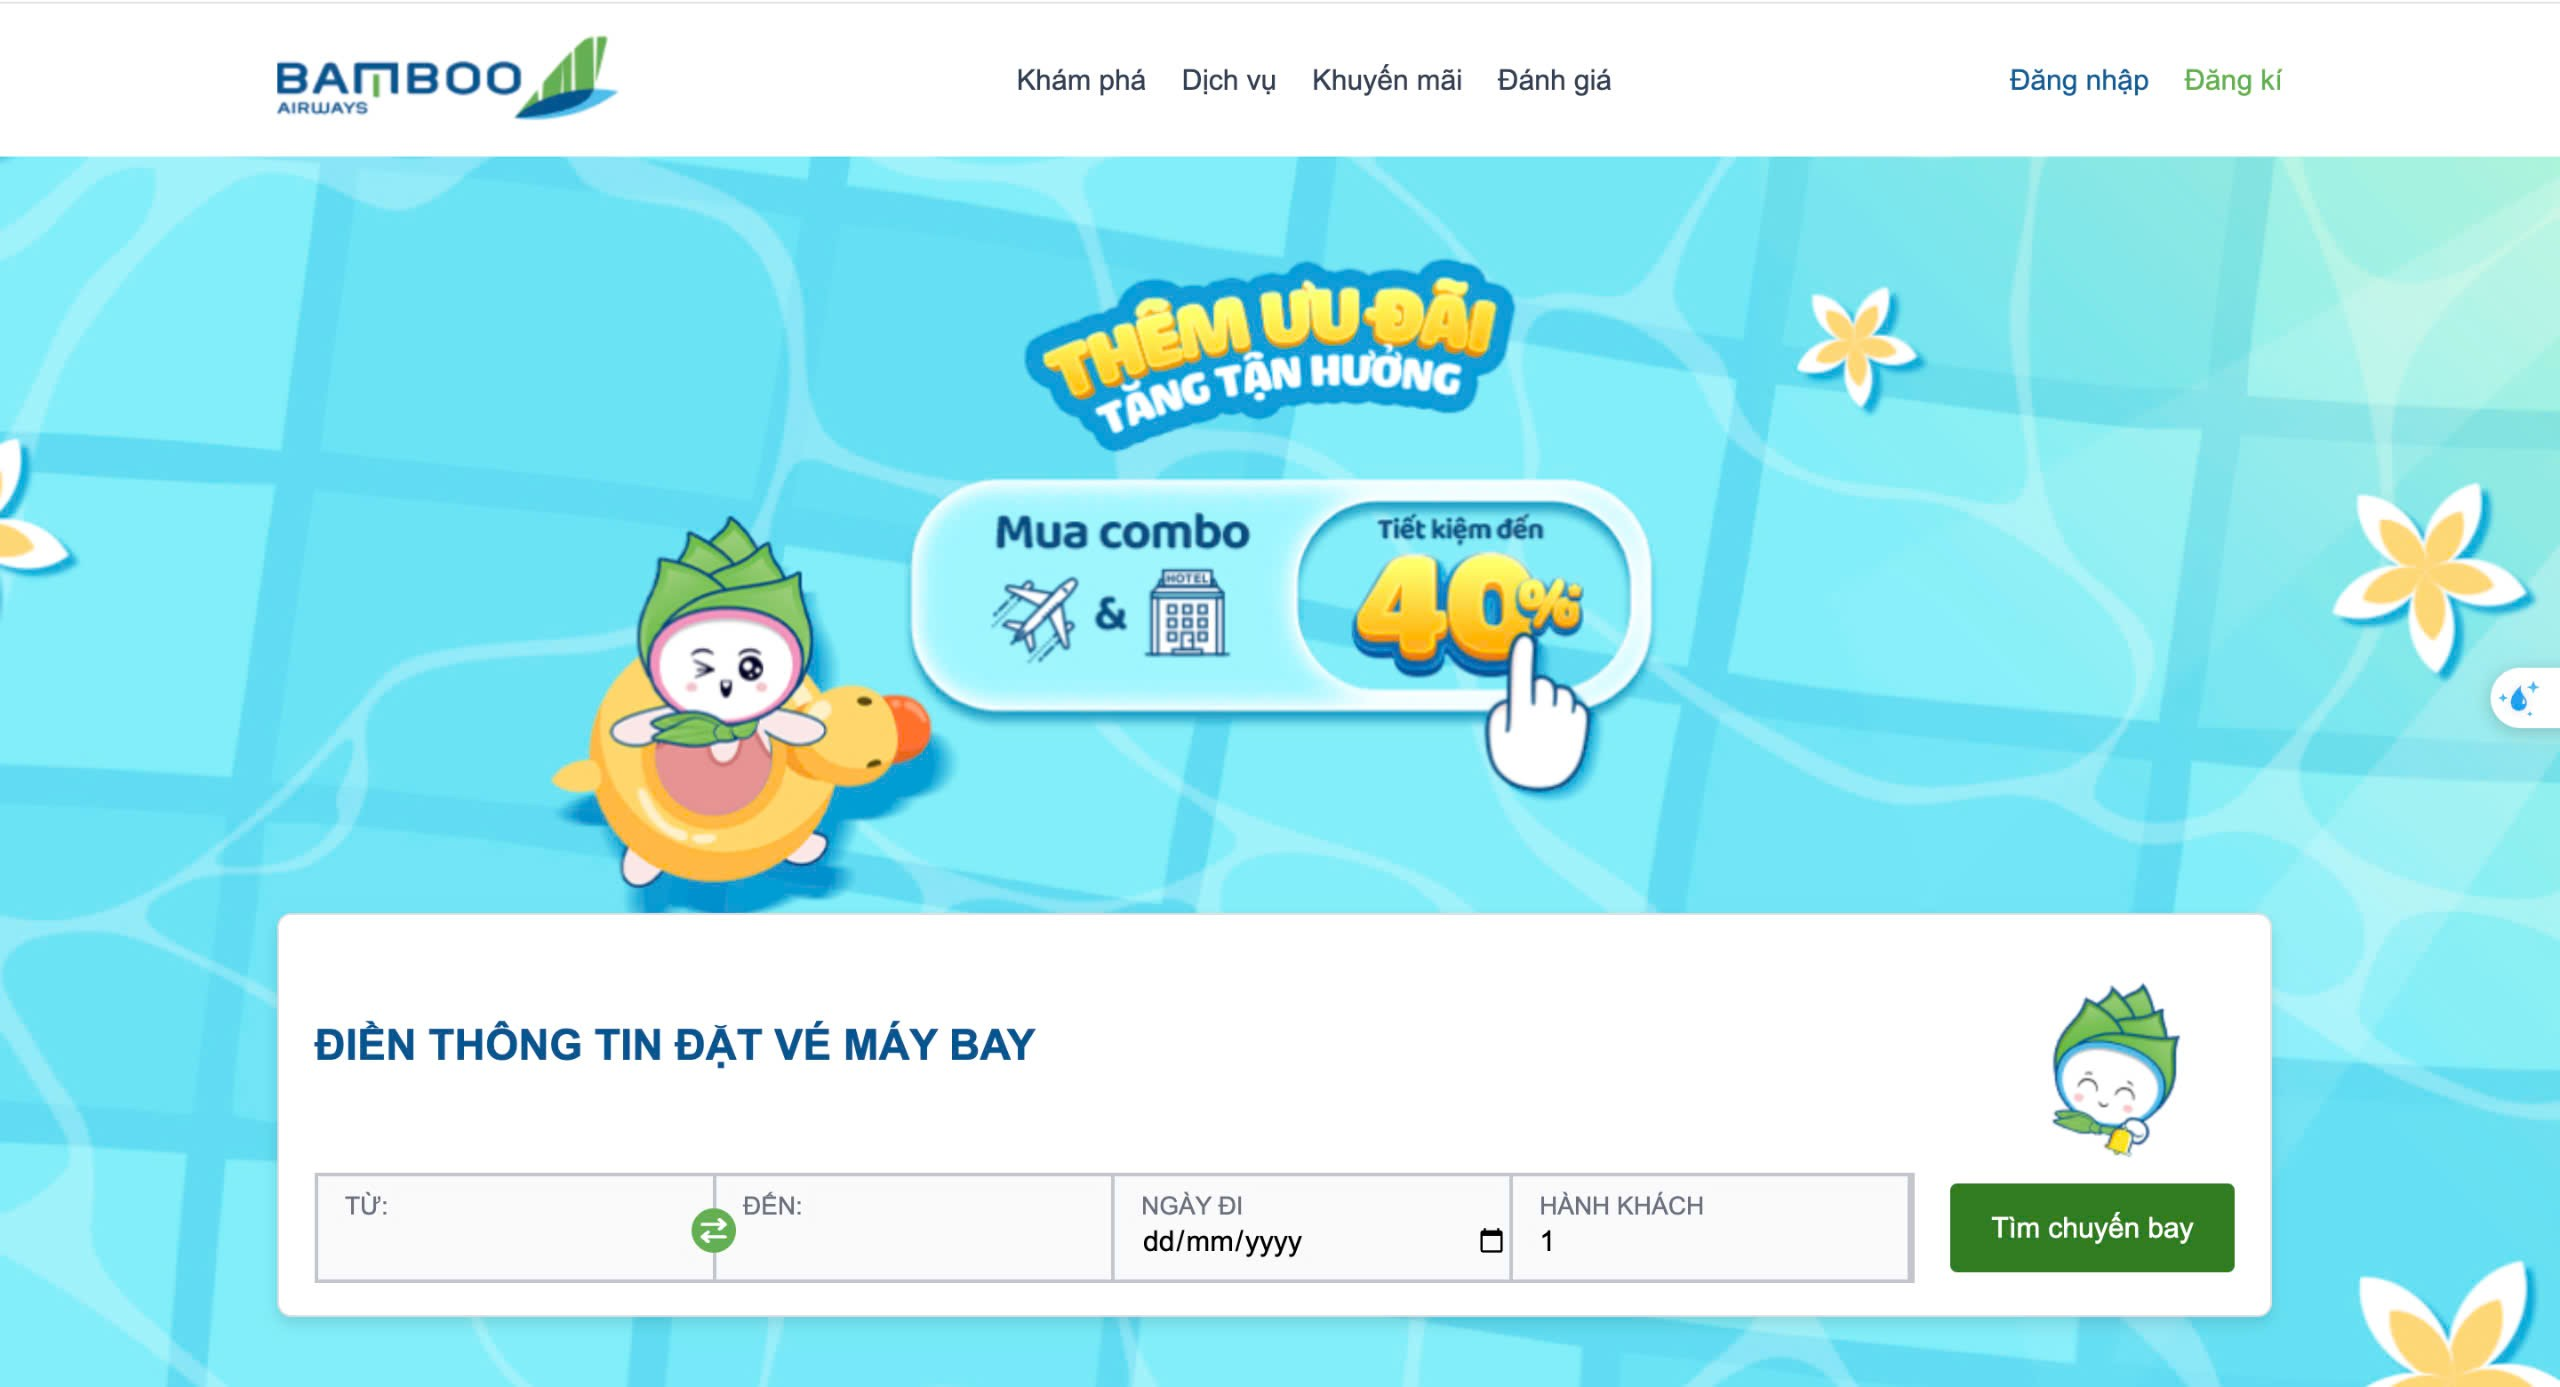 BAMBOO
AIRWAYS
Khám phá Dịch vụ Khuyến mãi Đánh giá
Đăng nhập Đăng kí
THÊM ƯU ĐÃI
TĂNG TẬN HƯỞNG
Mua combo
&
HOTEL
Tiết kiệm đến
40%*
ĐIỀN THÔNG TIN ĐẶT VÉ MÁY BAY
TỪ:
ĐẾN:
NGÀY ĐI
dd/mm/yyyy
HÀNH KHÁCH
1
Tìm chuyến bay